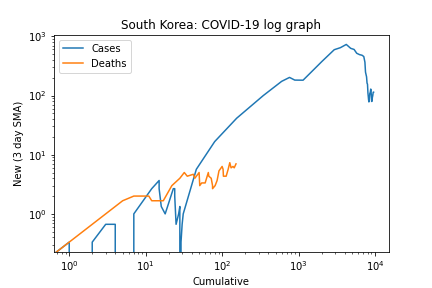 South Korea: COVID-19 log graph
Cases
Deaths
New (3 day SMA)
10³
10²
10¹
10⁰
10⁰ 10¹ 10² 10³ 10⁴
Cumulative